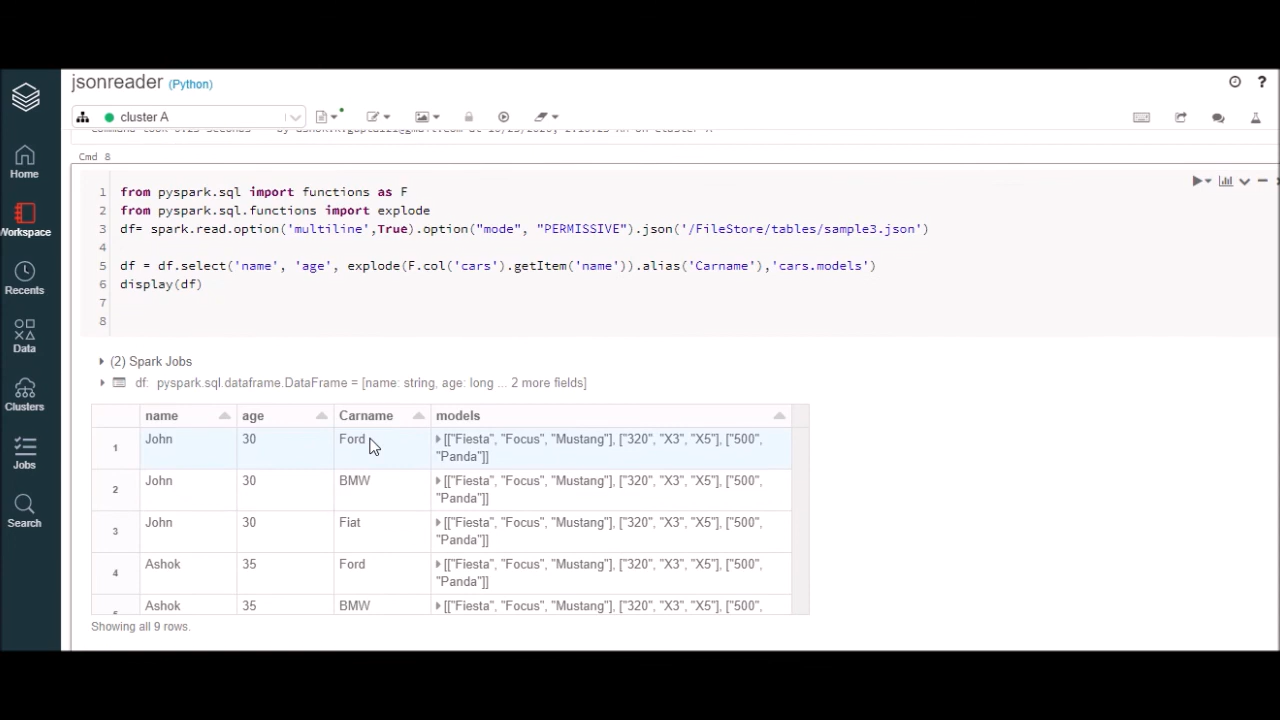 jsonreader (Python)
cluster A
Cmd 8
1 from pyspark.sql import functions as F
2 from pyspark.sql.functions import explode
3 df= spark.read.option('multiline',True).option("mode", "PERMISSIVE").json('/FileStore/tables/sample3.json')
4
5 df = df.select('name', 'age', explode(F.col('cars').getItem('name')).alias('Carname'),'cars.models')
6 display(df)
7
8
(2) Spark Jobs
df: pyspark.sql.dataframe.DataFrame = [name: string, age: long ... 2 more fields]
name age Carname models
1 John 30 Ford [["Fiesta", "Focus", "Mustang"], ["320", "X3", "X5"], ["500",
"Panda"]]
2 John 30 BMW [["Fiesta", "Focus", "Mustang"], ["320", "X3", "X5"], ["500",
"Panda"]]
3 John 30 Fiat [["Fiesta", "Focus", "Mustang"], ["320", "X3", "X5"], ["500",
"Panda"]]
4 Ashok 35 Ford [["Fiesta", "Focus", "Mustang"], ["320", "X3", "X5"], ["500",
"Panda"]]
Ashok 35 BMW [["Fiesta", "Focus", "Mustang"], ["320", "X3", "X5"], ["500",
Showing all 9 rows.
Home
Workspace
Recents
Data
Clusters
Jobs
Search